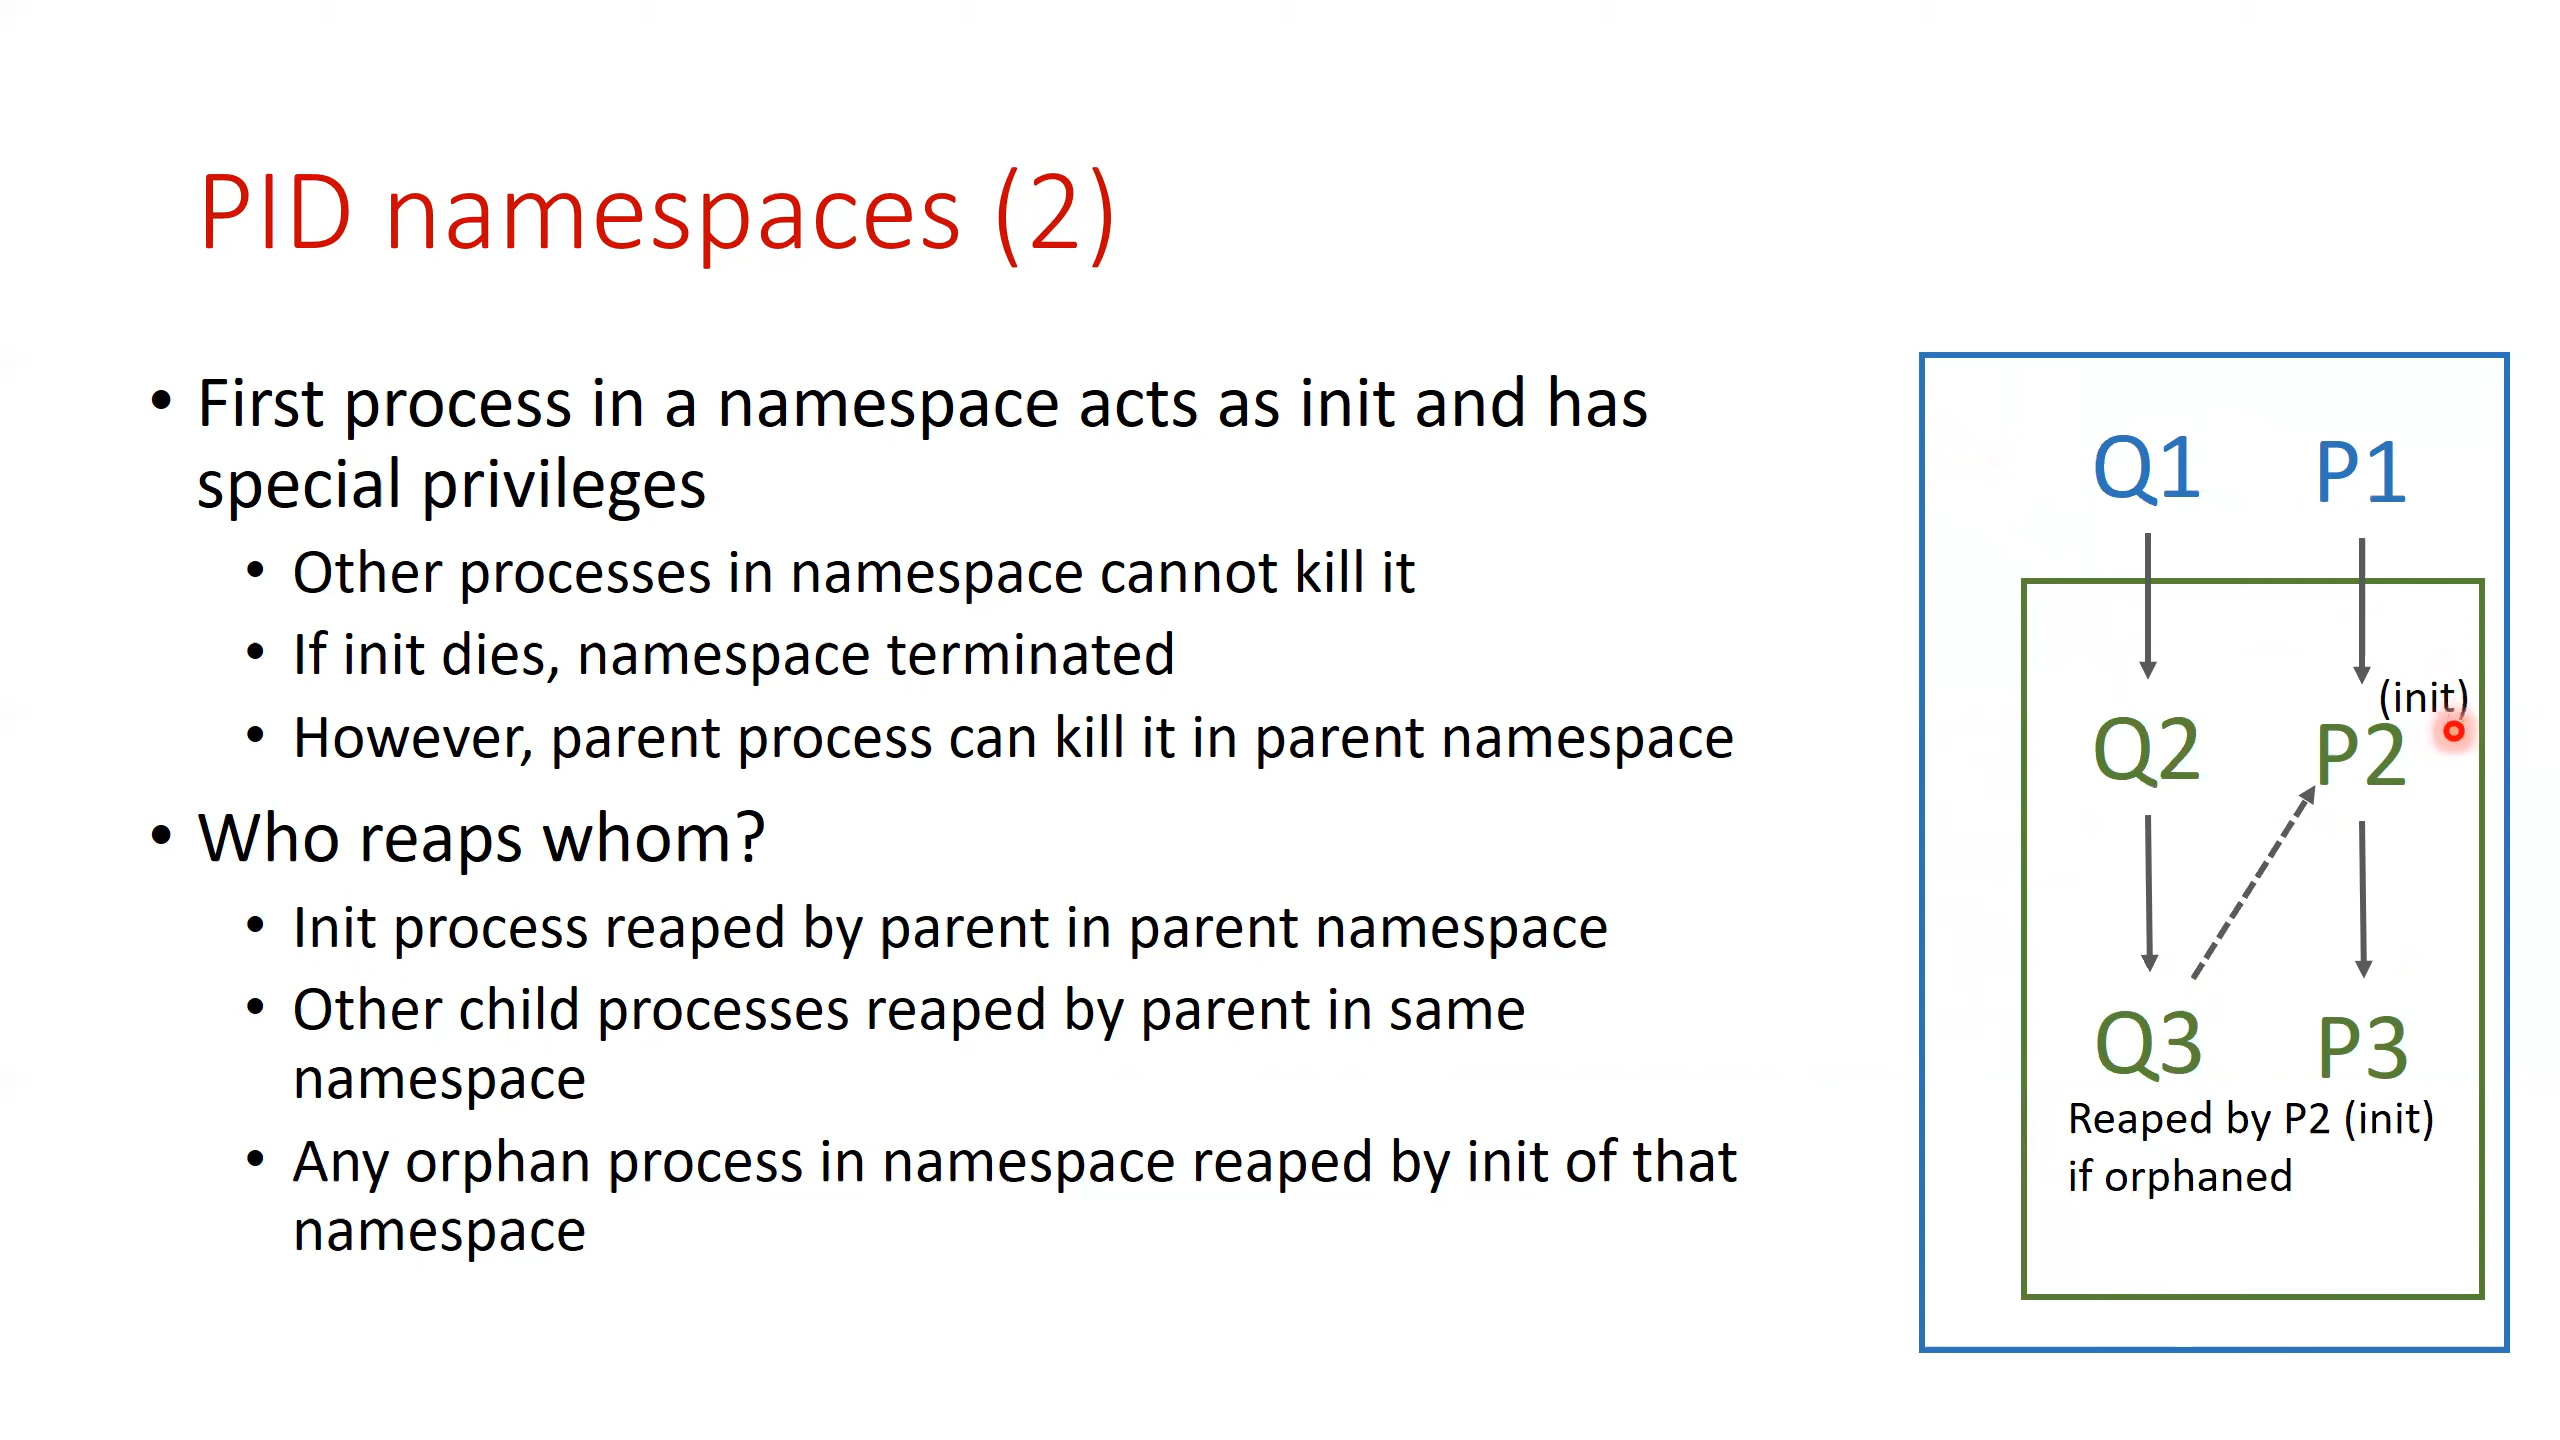 PID namespaces (2)
• First process in a namespace acts as init and has
special privileges
• Other processes in namespace cannot kill it
• If init dies, namespace terminated
• However, parent process can kill it in parent namespace
• Who reaps whom?
• Init process reaped by parent in parent namespace
• Other child processes reaped by parent in same
namespace
• Any orphan process in namespace reaped by init of that
namespace
Q1 P1
(init)
Q2 P2
Q3 P3
Reaped by P2 (init)
if orphaned